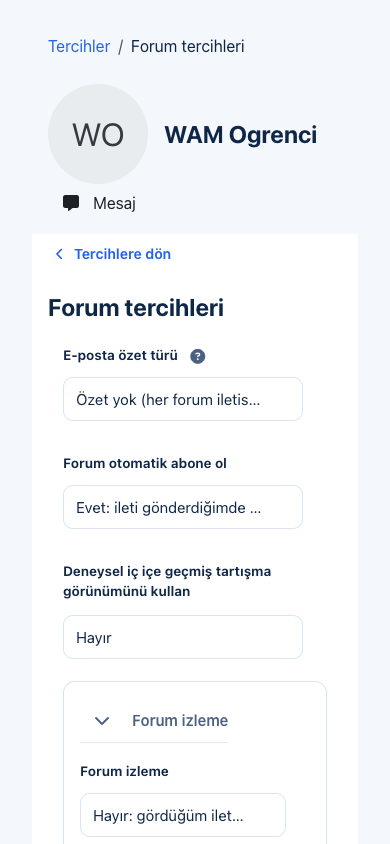 Tercihler / Forum tercihleri
WO
WAM Ogrenci
Mesaj
Tercihlere dön
Forum tercihleri
E-posta özet türü ?
Özet yok (her forum iletis...
Forum otomatik abone ol
Evet: ileti gönderdiğimde ...
Deneysel iç içe geçmiş tartışma
görünümünü kullan
Hayır
Forum izleme
Forum izleme
Hayır: gördüğüm ilet...